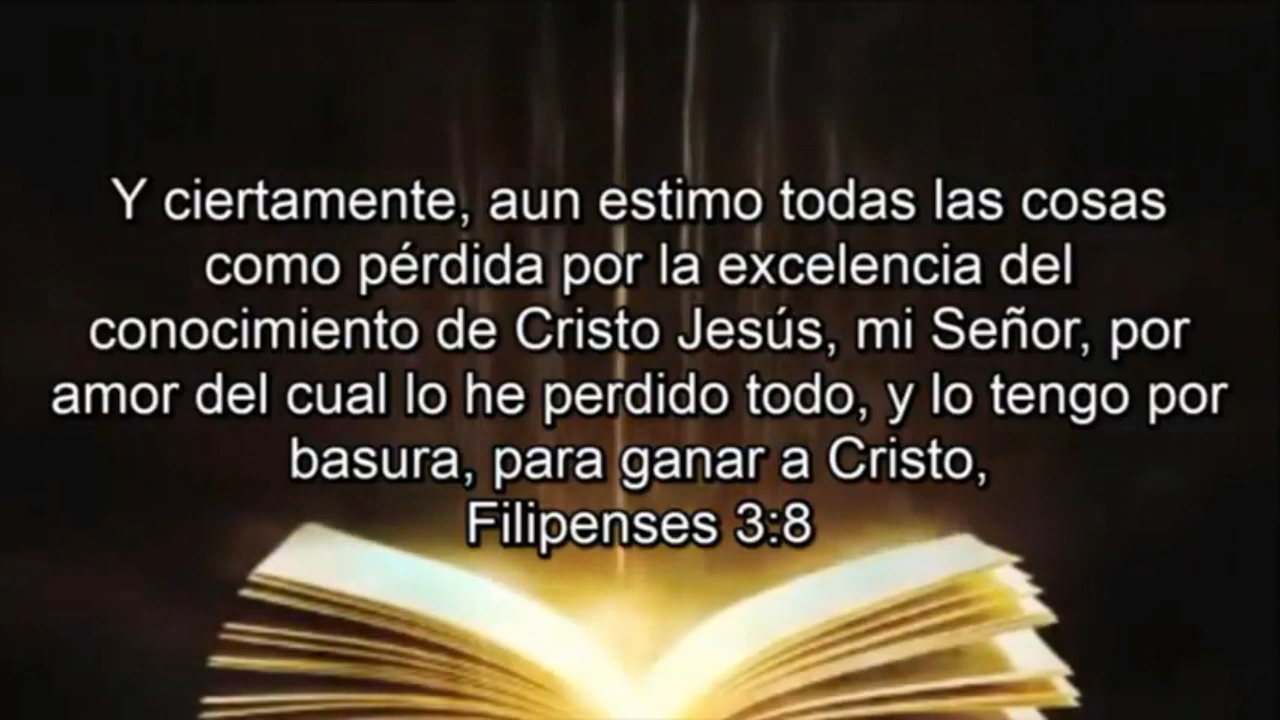 Y ciertamente, aun estimo todas las cosas
como pérdida por la excelencia del
conocimiento de Cristo Jesús, mi Señor, por
amor del cual lo he perdido todo, y lo tengo por
basura, para ganar a Cristo,
Filipenses 3:8